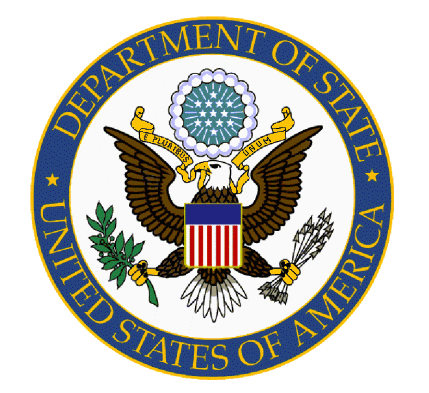 DEPARTMENT OF STATE
E PLURIBUS UNUM
UNITED STATES OF AMERICA